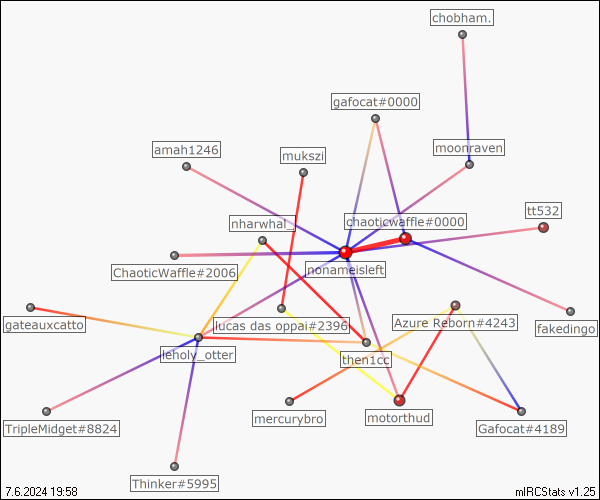 chobham.
gafocat#0000
amah1246
mukszi
moonraven
tt532
nharwhal_
chaoticwaffle#0000
ChaoticWaffle#2006
nonameisleft
gateauxcatto
lucas das oppai#2396
Azure Reborn#4243
fakedingo
leholy_otter
then1cc
TripleMidget#8824
mercurybro
motorthud
Gafocat#4189
Thinker#5995
7.6.2024 19:58
mIRCStats v1.25